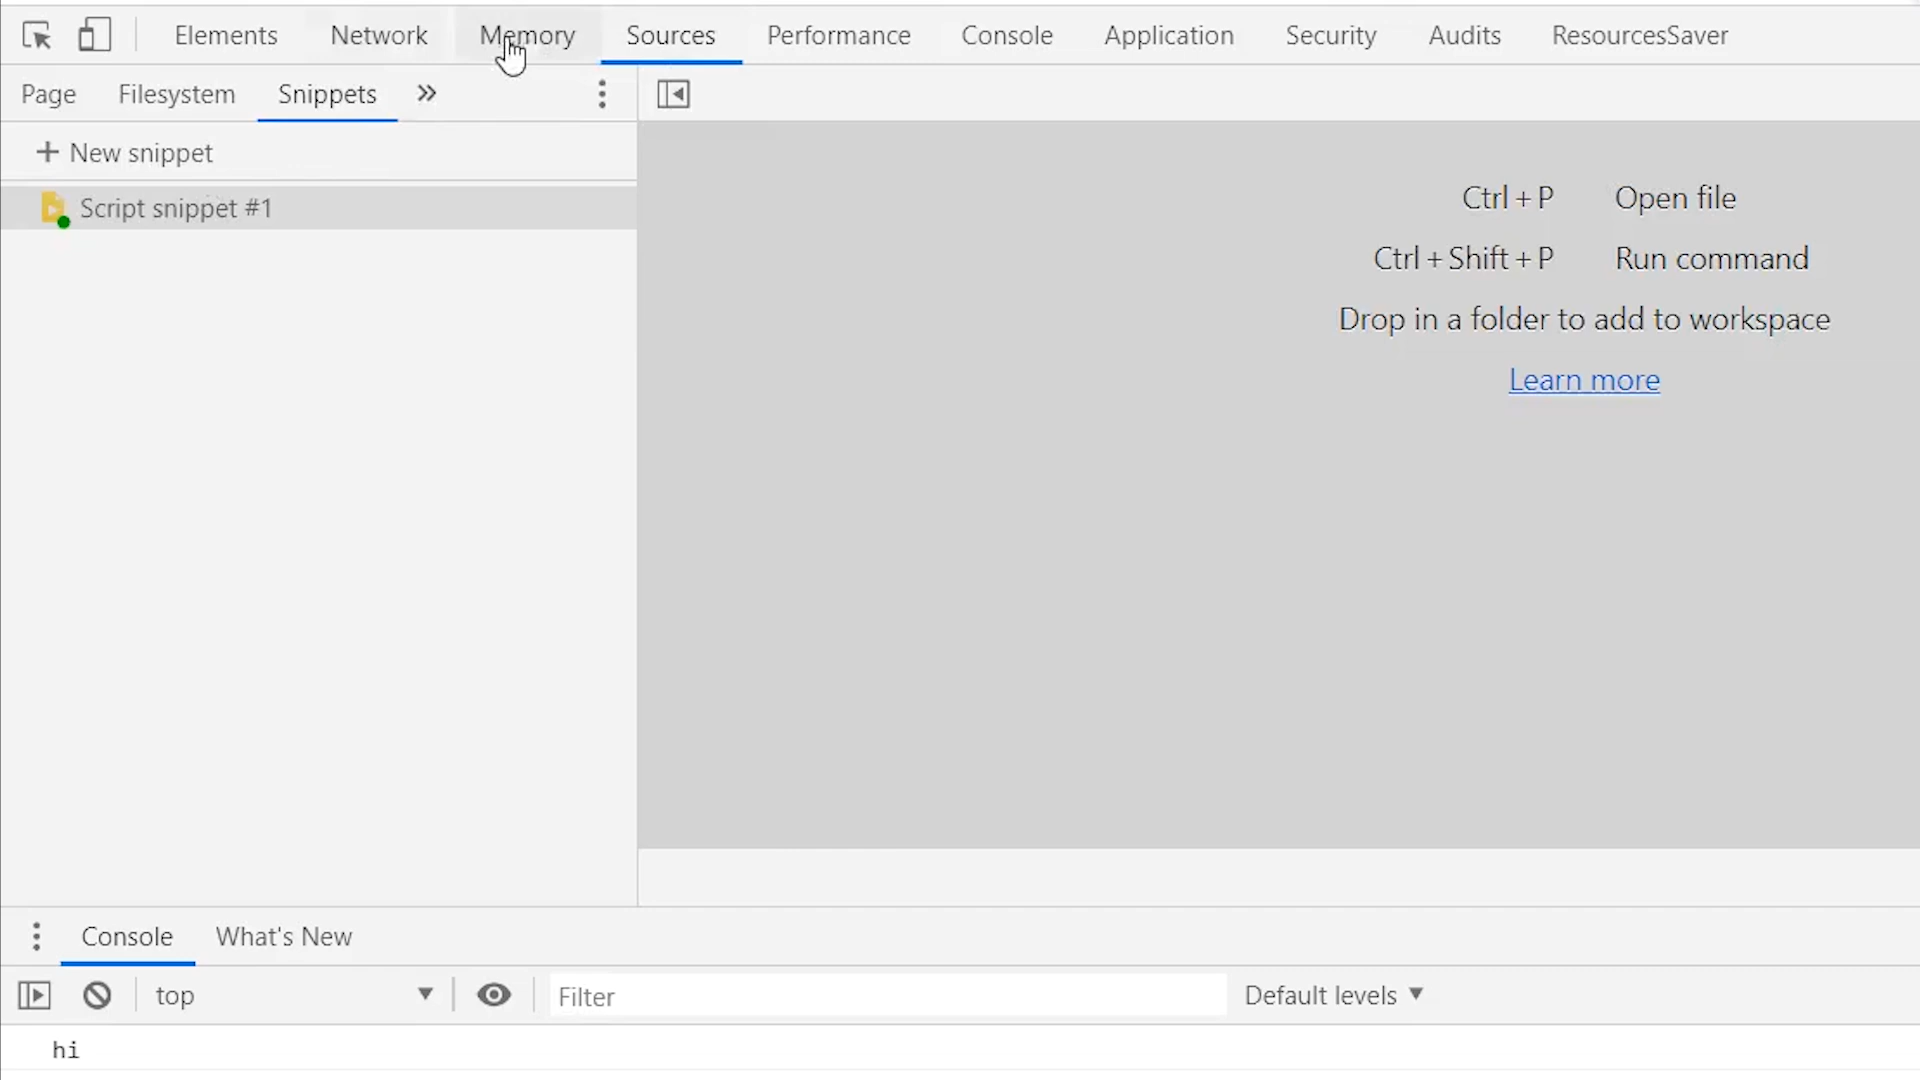 Elements Network Memory Sources Performance Console Application Security Audits ResourcesSaver
Page Filesystem Snippets »
+ New snippet
Script snippet #1
Ctrl + P Open file
Ctrl + Shift + P Run command
Drop in a folder to add to workspace
Learn more
Console What's New
top Filter Default levels ▼
hi